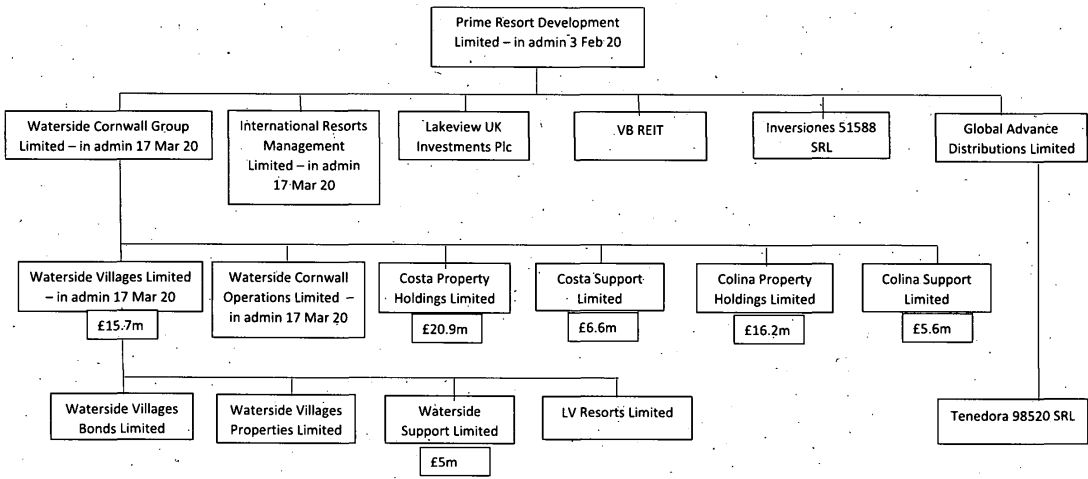 Prime Resort Development
Limited – in admin 3 Feb 20
Waterside Cornwall Group
Limited – in admin 17 Mar 20
International Resorts
Management
Limited – in admin
17 Mar 20
Lakeview UK
Investments Plc
VB REIT
Inversiones 51588
SRL
Global Advance
Distributions Limited
Waterside Villages Limited
– in admin 17 Mar 20
£15.7m
Waterside Cornwall
Operations Limited –
in admin 17 Mar 20
Costa Property
Holdings Limited
£20.9m
Costa Support
Limited
£6.6m
Colina Property
Holdings Limited
£16.2m
Colina Support
Limited
£5.6m
Waterside Villages
Bonds Limited
Waterside Villages
Properties Limited
Waterside
Support Limited
£5m
LV Resorts Limited
Tenedora 98520 SRL